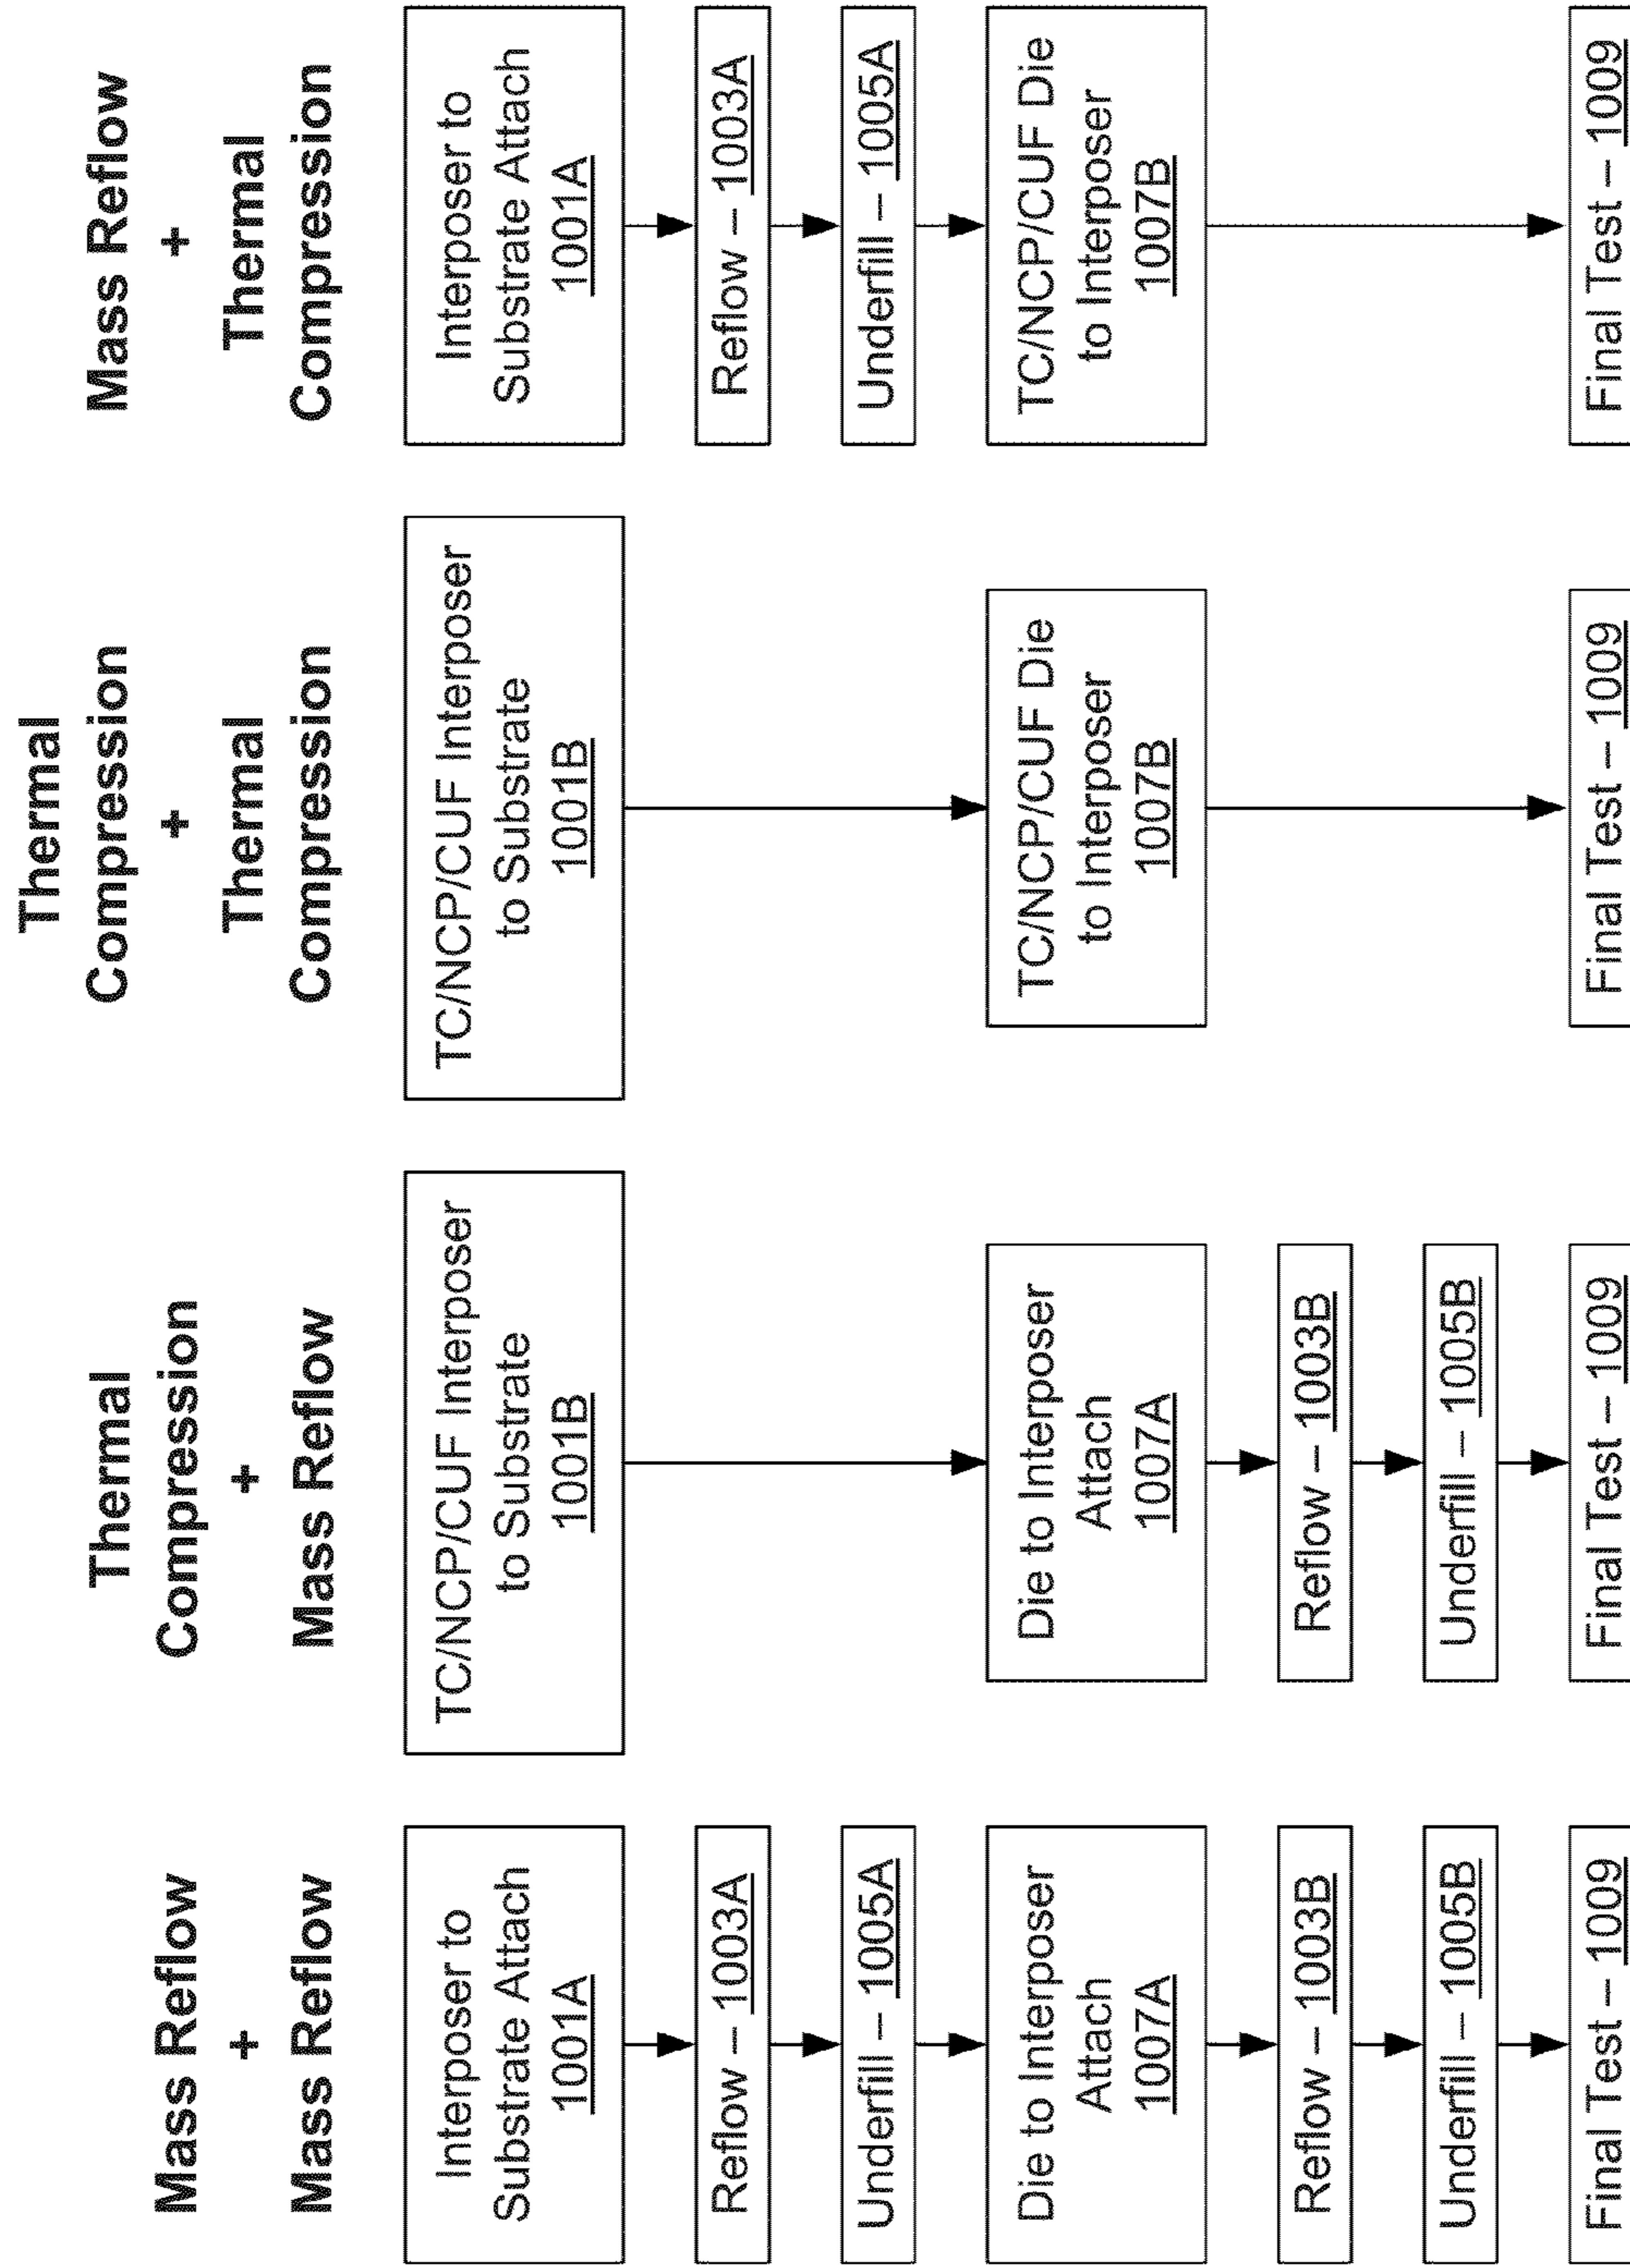 Mass Reflow
+
Mass Reflow
Interposer to
Substrate Attach
1001A
Reflow – 1003A
Underfill – 1005A
Die to Interposer
Attach
1007A
Reflow – 1003B
Underfill – 1005B
Final Test – 1009
Thermal
Compression
+
Mass Reflow
TC/NCP/CUF Interposer
to Substrate
1001B
Die to Interposer
Attach
1007A
Reflow – 1003B
Underfill – 1005B
Final Test – 1009
Thermal
Compression
+
Thermal
Compression
TC/NCP/CUF Interposer
to Substrate
1001B
TC/NCP/CUF Die
to Interposer
1007B
Final Test – 1009
Mass Reflow
+
Thermal
Compression
Interposer to
Substrate Attach
1001A
Reflow – 1003A
Underfill – 1005A
TC/NCP/CUF Die
to Interposer
1007B
Final Test – 1009